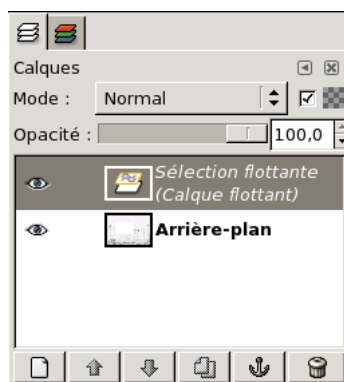 Calques
Mode : Normal
Opacité : 100,0
Sélection flottante
(Calque flottant)
Arrière-plan